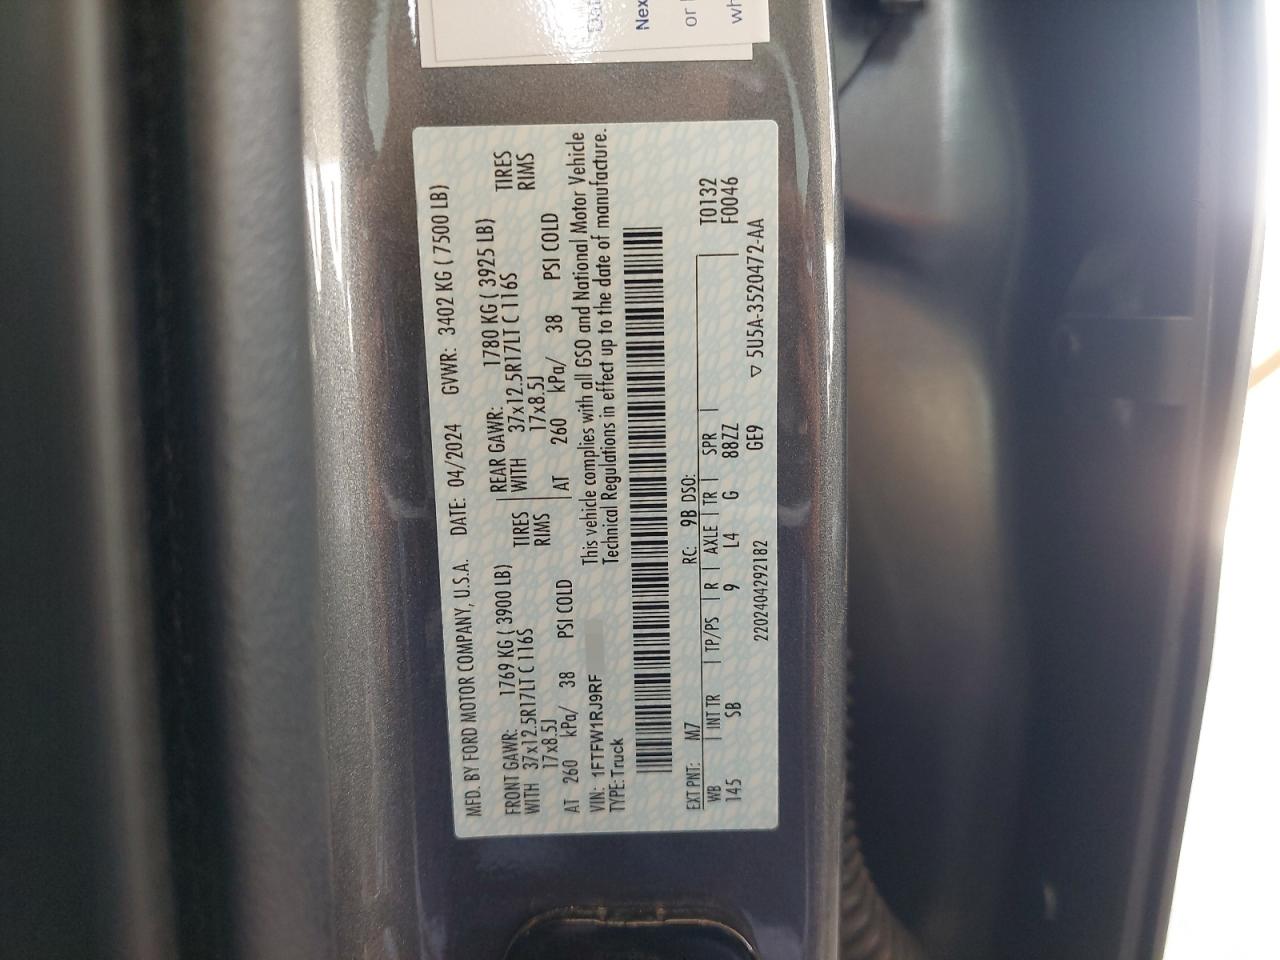 Nex
or
wh
MFD. BY FORD MOTOR COMPANY, U.S.A. DATE: 04/2024 GVWR: 3402 KG ( 7500 LB)
FRONT GAWR: 1769 KG ( 3900 LB) REAR GAWR: 1780 KG ( 3925 LB)
WITH 37x12.5R17LT C 116S TIRES WITH 37x12.5R17LT C 116S TIRES
17x8.5J RIMS 17x8.5J RIMS
AT 260 kPa/ 38 PSI COLD AT 260 kPa/ 38 PSI COLD
VIN: 1FTFW1RJ9RF This vehicle complies with all GSO and National Motor Vehicle
TYPE: Truck Technical Regulations in effect up to the date of manufacture.
EXT PNT: M7 RC: 9B DSO:
WB INT TR TP/PS R AXLE TR SPR T0132
145 SB 9 L4 G 88ZZ F0046
2202404292182 GE9 ▽ 5U5A-3520472-AA